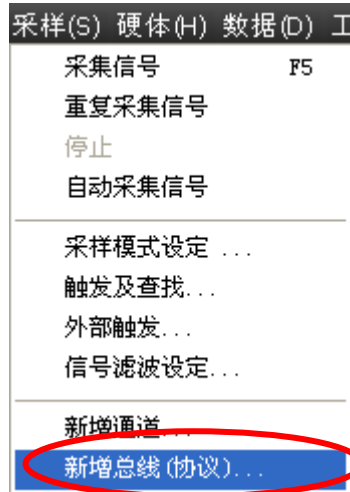 采样(S) 硬体(H) 数据(D) 工
采集信号 F5
重复采集信号
停止
自动采集信号
采样模式设定 ...
触发及查找...
外部触发...
信号滤波设定...
新增通道...
新增总线(协议)...